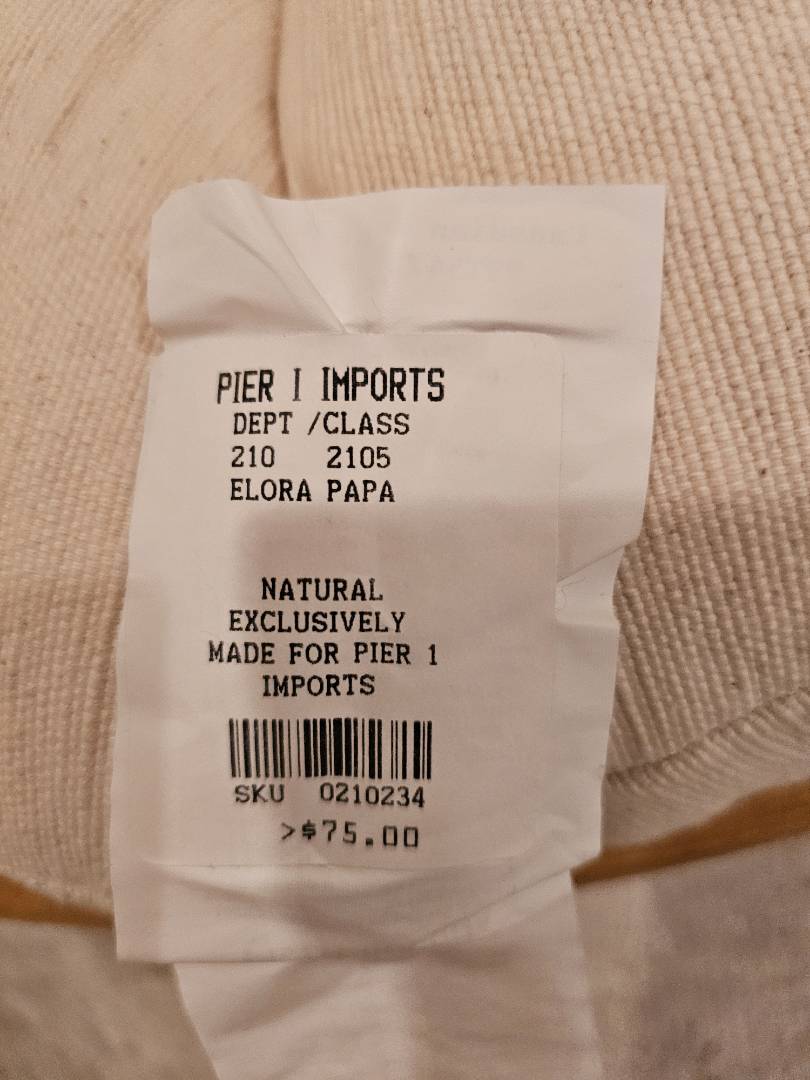 PIER 1 IMPORTS
DEPT /CLASS
210 2105
ELORA PAPA
NATURAL
EXCLUSIVELY
MADE FOR PIER 1
IMPORTS
SKU 0210234
>$75.00